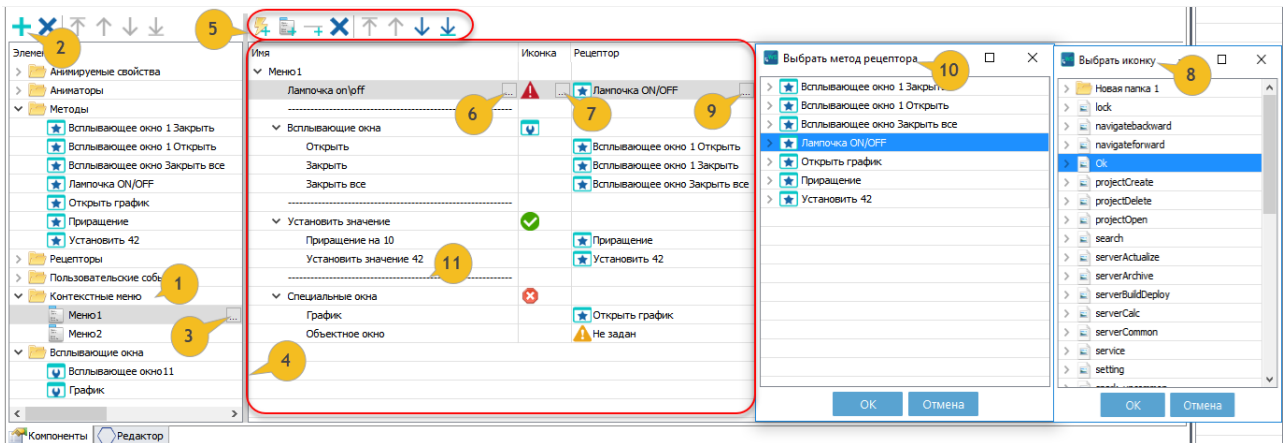 5
2
Имя
Иконка
Рецептор
Анимируемые свойства
Аниматоры
Методы
Всплывающее окно 1 Закрыть
Всплывающее окно 1 Открыть
Всплывающее окно Закрыть все
Лампочка ON/OFF
Открыть график
Приращение
Установить 42
Рецепторы
Пользовательские
1
Контекстные меню
Меню1
...
Меню2
3
Всплывающие окна
Всплывающее окно11
График
Компоненты
Редактор
Меню1
Лампочка on\off
...
...
Лампочка ON/OFF
...
6
7
9
Всплывающие окна
Открыть
Всплывающее окно 1 Открыть
Закрыть
Всплывающее окно 1 Закрыть
Закрыть все
Всплывающее окно Закрыть все
Установить значение
Приращение на 10
Приращение
Установить значение 42
Установить 42
11
Специальные окна
График
Открыть график
Объектное окно
Не задан
4
Выбрать метод рецептора
10
Всплывающее окно 1 Закрыть
Всплывающее окно 1 Открыть
Всплывающее окно Закрыть все
Лампочка ON/OFF
Открыть график
Приращение
Установить 42
OK
Отмена
Выбрать иконку
8
Новая папка 1
lock
navigatebackward
navigateforward
Ok
projectCreate
projectDelete
projectOpen
search
serverActualize
serverArchive
serverBuildDeploy
serverCalc
serverCommon
service
setting
OK
Отмена